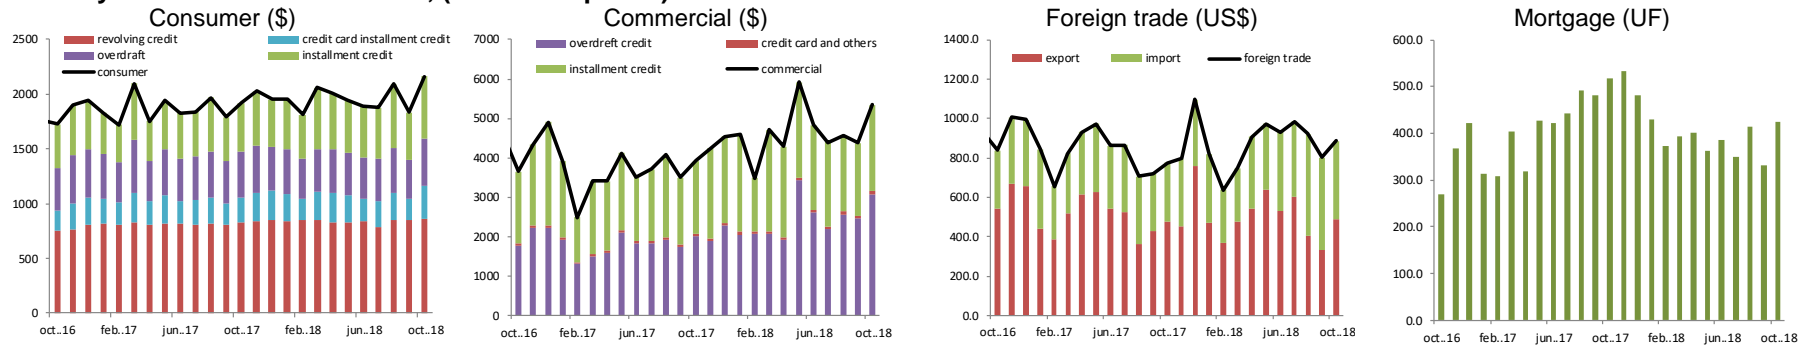 Consumer ($)
revolving credit
credit card installment credit
overdraft
installment credit
consumer
2500
2000
1500
1000
500
0
oct..16 feb..17 jun..17 oct..17 feb..18 jun..18 oct..18
Commercial ($)
overdreft credit
credit card and others
installment credit
commercial
7000
6000
5000
4000
3000
2000
1000
0
oct..16 feb..17 jun..17 oct..17 feb..18 jun..18 oct..18
Foreign trade (US$)
export
import
foreign trade
1400.0
1200.0
1000.0
800.0
600.0
400.0
200.0
0.0
oct..16 feb..17 jun..17 oct..17 feb..18 jun..18 oct..18
Mortgage (UF)
600.0
500.0
400.0
300.0
200.0
100.0
0.0
oct..16 feb..17 jun..17 oct..17 feb..18 jun..18 oct..18